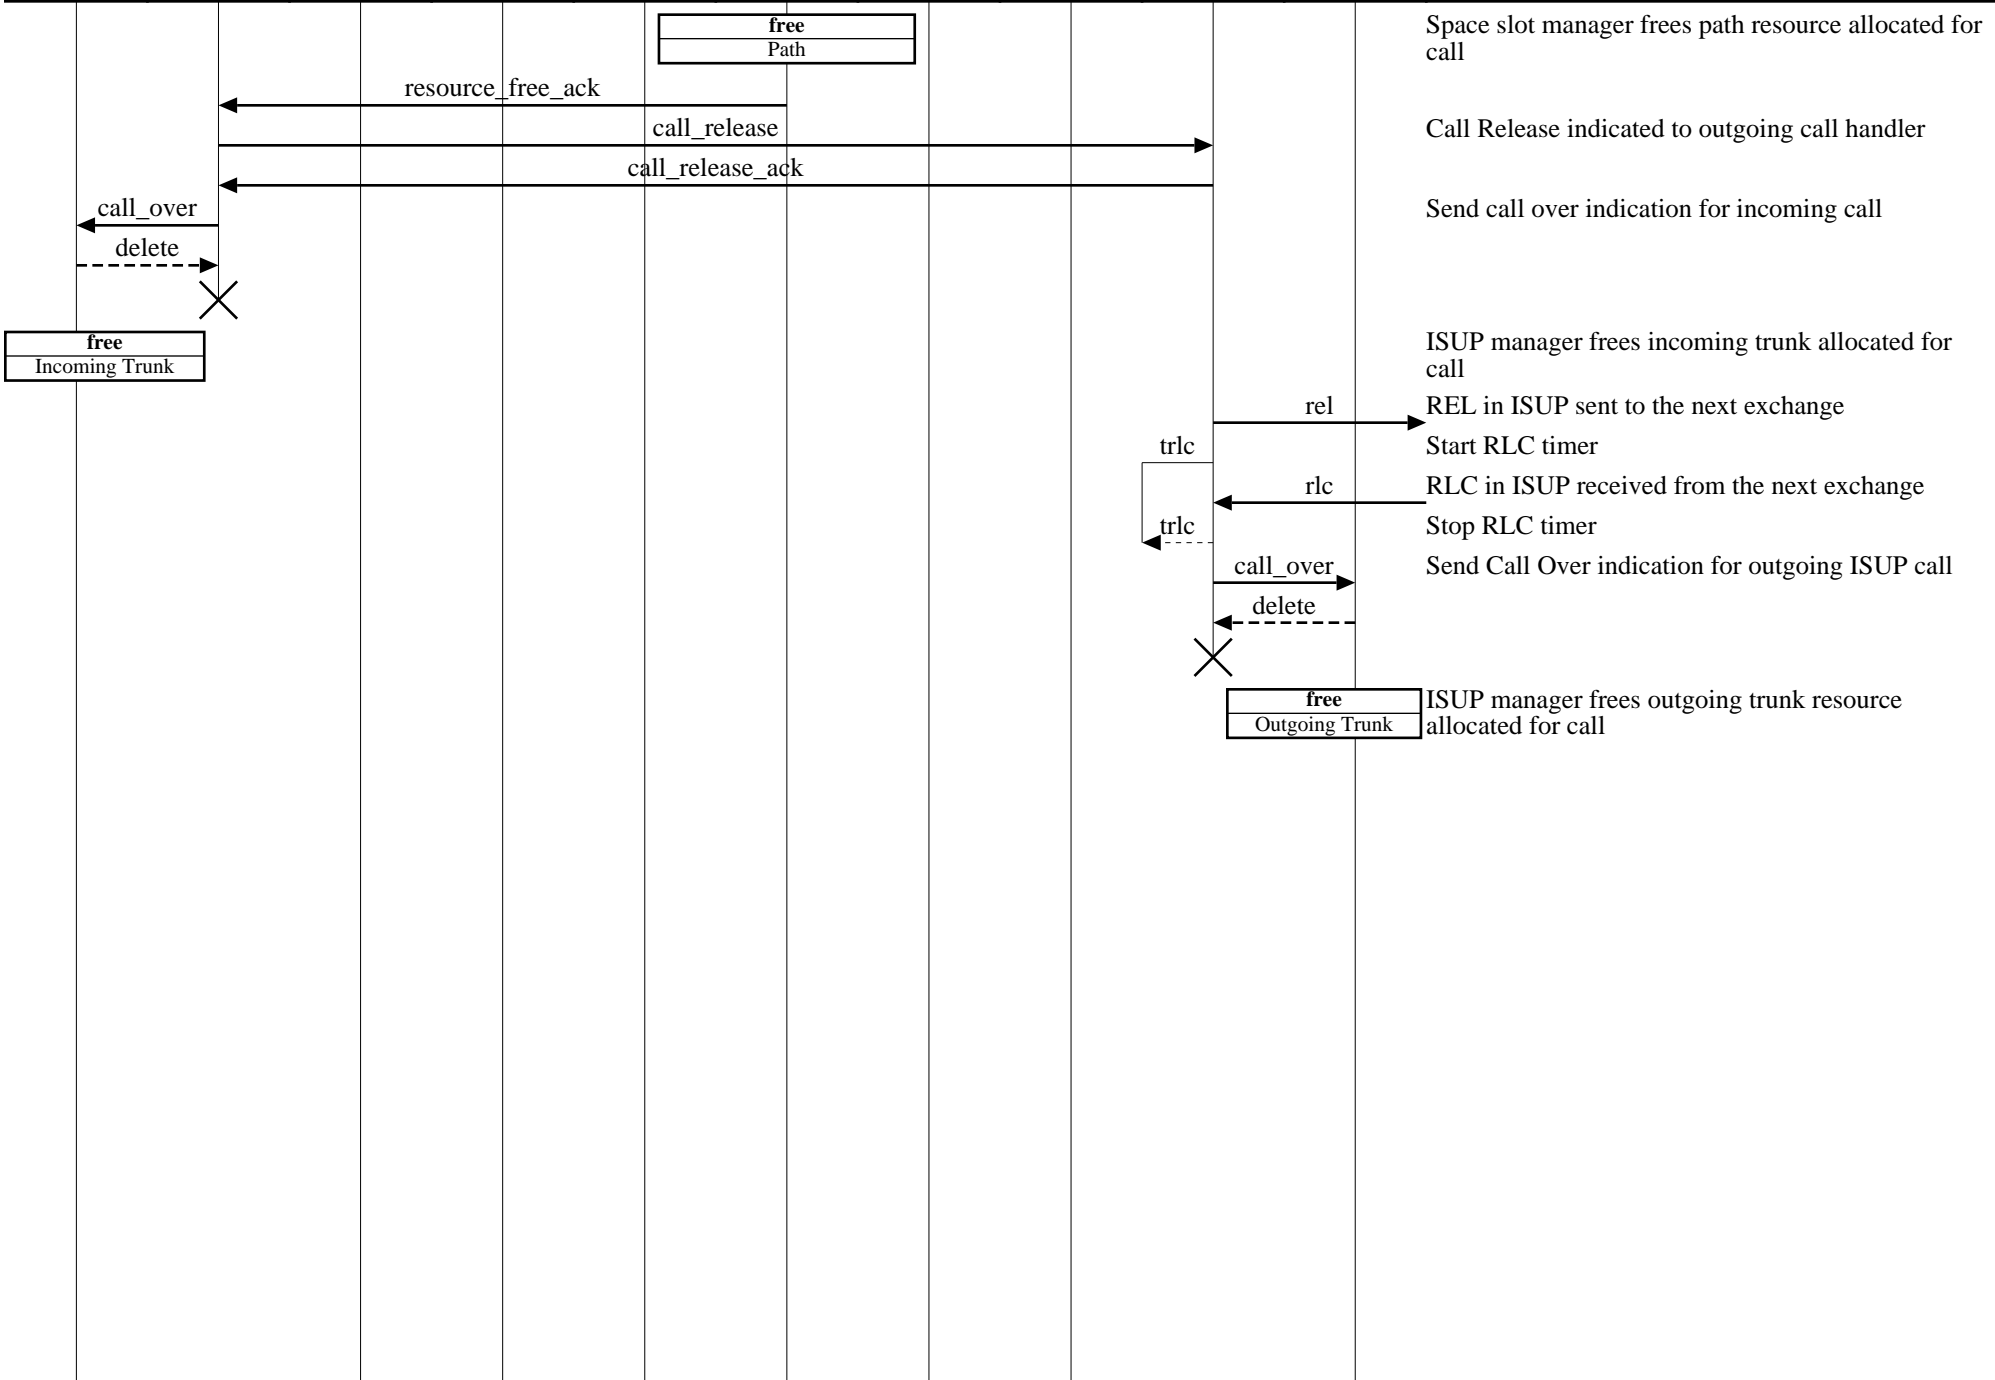 free
Path
Space slot manager frees path resource allocated for
call
resource_free_ack
call_release
Call Release indicated to outgoing call handler
call_release_ack
call_over
Send call over indication for incoming call
delete
free
Incoming Trunk
ISUP manager frees incoming trunk allocated for
call
rel
REL in ISUP sent to the next exchange
trlc
Start RLC timer
rlc
RLC in ISUP received from the next exchange
trlc
Stop RLC timer
call_over
Send Call Over indication for outgoing ISUP call
delete
free
Outgoing Trunk
ISUP manager frees outgoing trunk resource
allocated for call